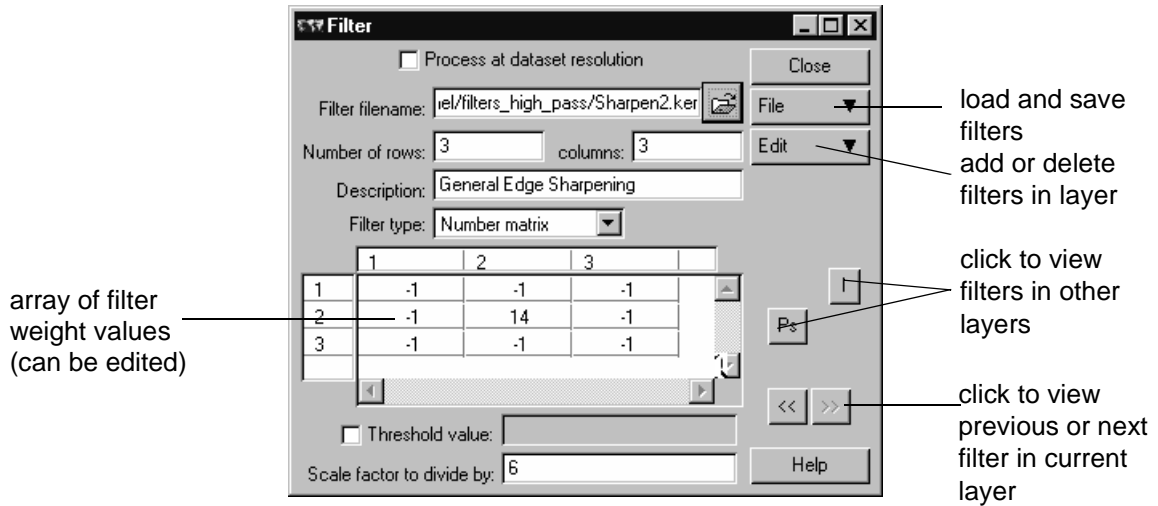 Filter
Process at dataset resolution
Close
Filter filename: iel/filters_high_pass/Sharpen2.ker
File
load and save
filters
Number of rows: 3 columns: 3
Edit
add or delete
filters in layer
Description: General Edge Sharpening
Filter type: Number matrix
1 2 3
1 -1 -1 -1
2 -1 14 -1
3 -1 -1 -1
array of filter
weight values
(can be edited)
I
Ps
click to view
filters in other
layers
<< >>
click to view
previous or next
filter in current
layer
Threshold value:
Scale factor to divide by: 6
Help